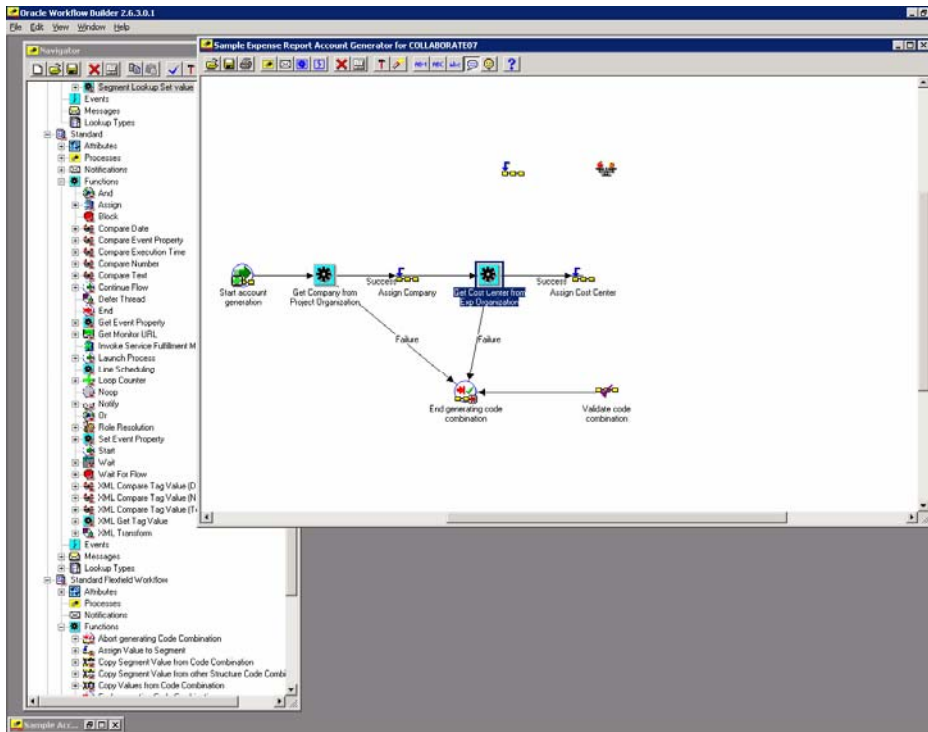 Oracle Workflow Builder 2.6.3.0.1
File Edit View Window Help
Navigator
Segment Lookup Set value
Events
Messages
Lookup Types
Standard
Attributes
Processes
Notifications
Functions
And
Assign
Block
Compare Date
Compare Event Property
Compare Execution Time
Compare Number
Compare Text
Continue Flow
Defer Thread
End
Get Event Property
Get Monitor URL
Invoke Service Fulfillment M
Launch Process
Line Scheduling
Loop Counter
Noop
Notify
Or
Role Resolution
Set Event Property
Start
Wait
Wait For Flow
XML Compare Tag Value (D
XML Compare Tag Value (N
XML Compare Tag Value (Te
XML Get Tag Value
XML Transform
Events
Messages
Lookup Types
Standard Flexfield Workflow
Attributes
Processes
Notifications
Functions
Abort generating Code Combination
Assign Value to Segment
Copy Segment Value from Code Combination
Copy Segment Value from other Structure Code Combi
Copy Values from Code Combination
Sample Expense Report Account Generator for COLLABORATE07
Start account
generation
Get Company from
Project Organization
Success
Assign Company
Get Cost Center from
Exp Organization
Success
Assign Cost Center
Failure
Failure
End generating code
combination
Validate code
combination
Sample Acc...